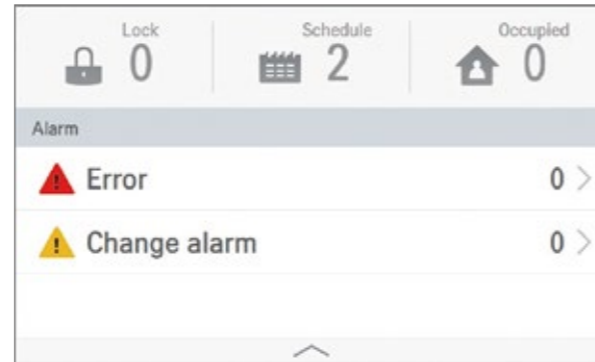 Lock Schedule Occupied
0 2 0
Alarm
Error 0
Change alarm 0